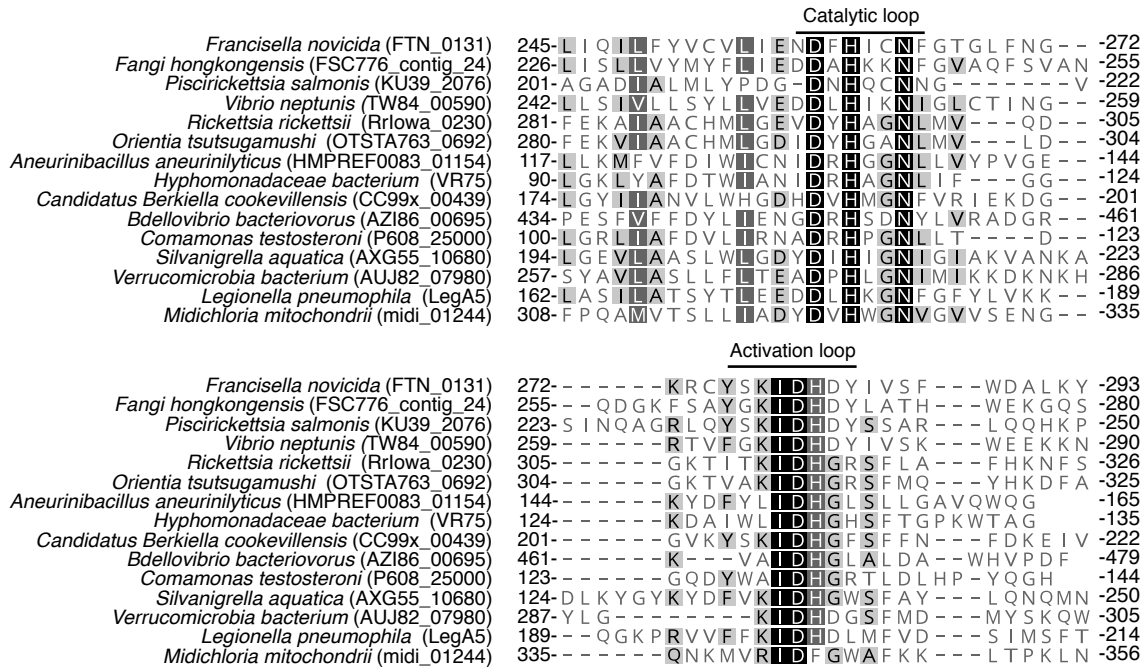 Catalytic loop
Francisella novicida (FTN_0131) 245-LIQILFYVCVLIENDFHICNFGTGLFNG-- -272
Fangi hongkongensis (FSC776_contig_24) 226-LISLLVYMYFLIEDDAHKKNFGVAQFSVAN -255
Piscirickettsia salmonis (KU39_2076) 201-AGADIALMLYPDG-DNHQCNNG------V -222
Vibrio neptunis (TW84_00590) 242-LLSIVLLSYLLVEDDLHIKNIGLCTING-- -259
Rickettsia rickettsii (RrIowa_0230) 281-FEKAIAACHMLGEVDYHAGNLMV---QD-- -305
Orientia tsutsugamushi (OTSTA763_0692) 280-FEKVIAACHMLGDIDYHGANLMV---LD-- -304
Aneurinibacillus aneurinilyticus (HMPREF0083_01154) 117-LLKMFVFDIWICNIDRHGGNLLVYPVGE-- -144
Hyphomonadaceae bacterium (VR75) 90-LGKLYAFDTWIANIDRHAGNLIF---GG-- -124
Candidatus Berkiella cookevillensis (CC99x_00439) 174-LGYIIANVLWHGDHDVHMGNFVRIEKDG-- -201
Bdellovibrio bacteriovorus (AZI86_00695) 434-PESFVFFDYLIENGDRHSDNYLVRADGR-- -461
Comamonas testosteroni (P608_25000) 100-LGRLIAFDVLIRNADRHPGNLLT----D-- -123
Silvanigrella aquatica (AXG55_10680) 194-LGEVLAASLWLGDYDIHIGNIGIAKVANKA -223
Verrucomicrobia bacterium (AUJ82_07980) 257-SYAVLASLLFLTEADPHLGNIMIKKDKNKH -286
Legionella pneumophila (LegA5) 162-LASILATSYTLEEDDLHKGNFGFYLVKK-- -189
Midichloria mitochondrii (midi_01244) 308-FPQAMVTSLLIADYDVHWGNVGVVSENG-- -335
Activation loop
Francisella novicida (FTN_0131) 272-------KRCYSKIDHDYIVSF---WDALKY -293
Fangi hongkongensis (FSC776_contig_24) 255---QDGKFSAYGKIDHDYLATH---WEKGQS -280
Piscirickettsia salmonis (KU39_2076) 223-SINQAGRLQYSKIDHDYSSAR---LQQHKP -250
Vibrio neptunis (TW84_00590) 259-------RTVFGKIDHDYIVSK---WEEKKN -290
Rickettsia rickettsii (RrIowa_0230) 305-------GKTITKIDHGRSFLA---FHKNFS -326
Orientia tsutsugamushi (OTSTA763_0692) 304-------GKTVAKIDHGRSFMQ---YHKDFA -325
Aneurinibacillus aneurinilyticus (HMPREF0083_01154) 144-------KYDFYLIDHGLSLLGAVQWQG -165
Hyphomonadaceae bacterium (VR75) 124-------KDAIWLIDHGHSFTGPKWTAG -135
Candidatus Berkiella cookevillensis (CC99x_00439) 201-------GVKYSKIDHGFSFFN---FDKEIV -222
Bdellovibrio bacteriovorus (AZI86_00695) 461-------K---VAIDHGLALDA--WHVPDF -479
Comamonas testosteroni (P608_25000) 123-------GQDYWAIDHGRTLDLHP-YQGH -144
Silvanigrella aquatica (AXG55_10680) 124-DLKYGYKYDFVKIDHGWSFAY---LQNQMN -250
Verrucomicrobia bacterium (AUJ82_07980) 287-YLG--------KIDHDGSFMD---MYSKQW -305
Legionella pneumophila (LegA5) 189---QGKPRVVFFKIDHDLMFVD---SIMSFT -214
Midichloria mitochondrii (midi_01244) 335-------QNKMVRIDFGWAFKK---LTPKLN -356